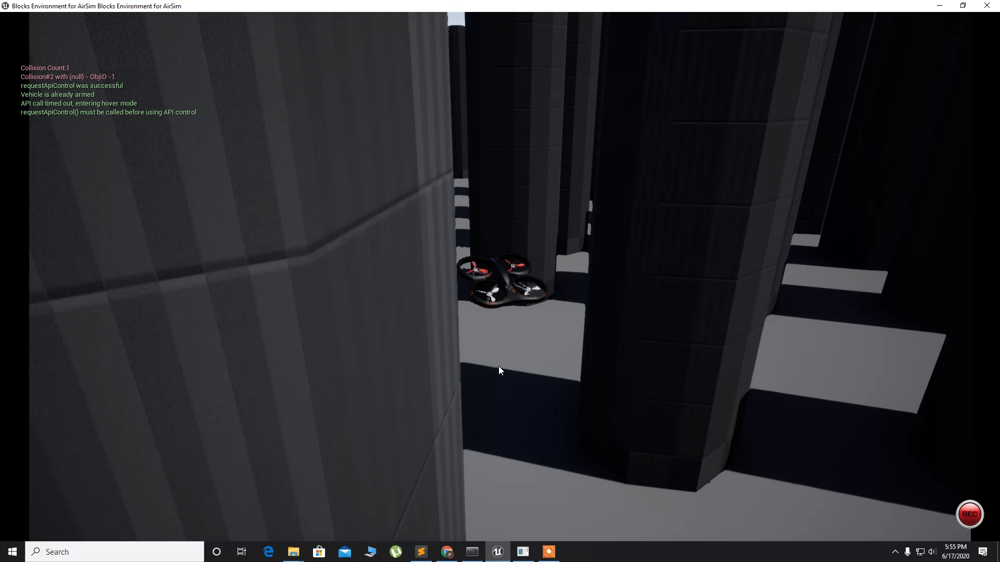 Blocks Environment for AirSim Blocks Environment for AirSim
Collision Count:1
Collision#2 with (null) - ObjID -1
requestApiControl was successful
Vehicle is already armed
API call timed out, entering hover mode
requestApiControl() must be called before using API control
REC
Search
P
5:55 PM
6/17/2020